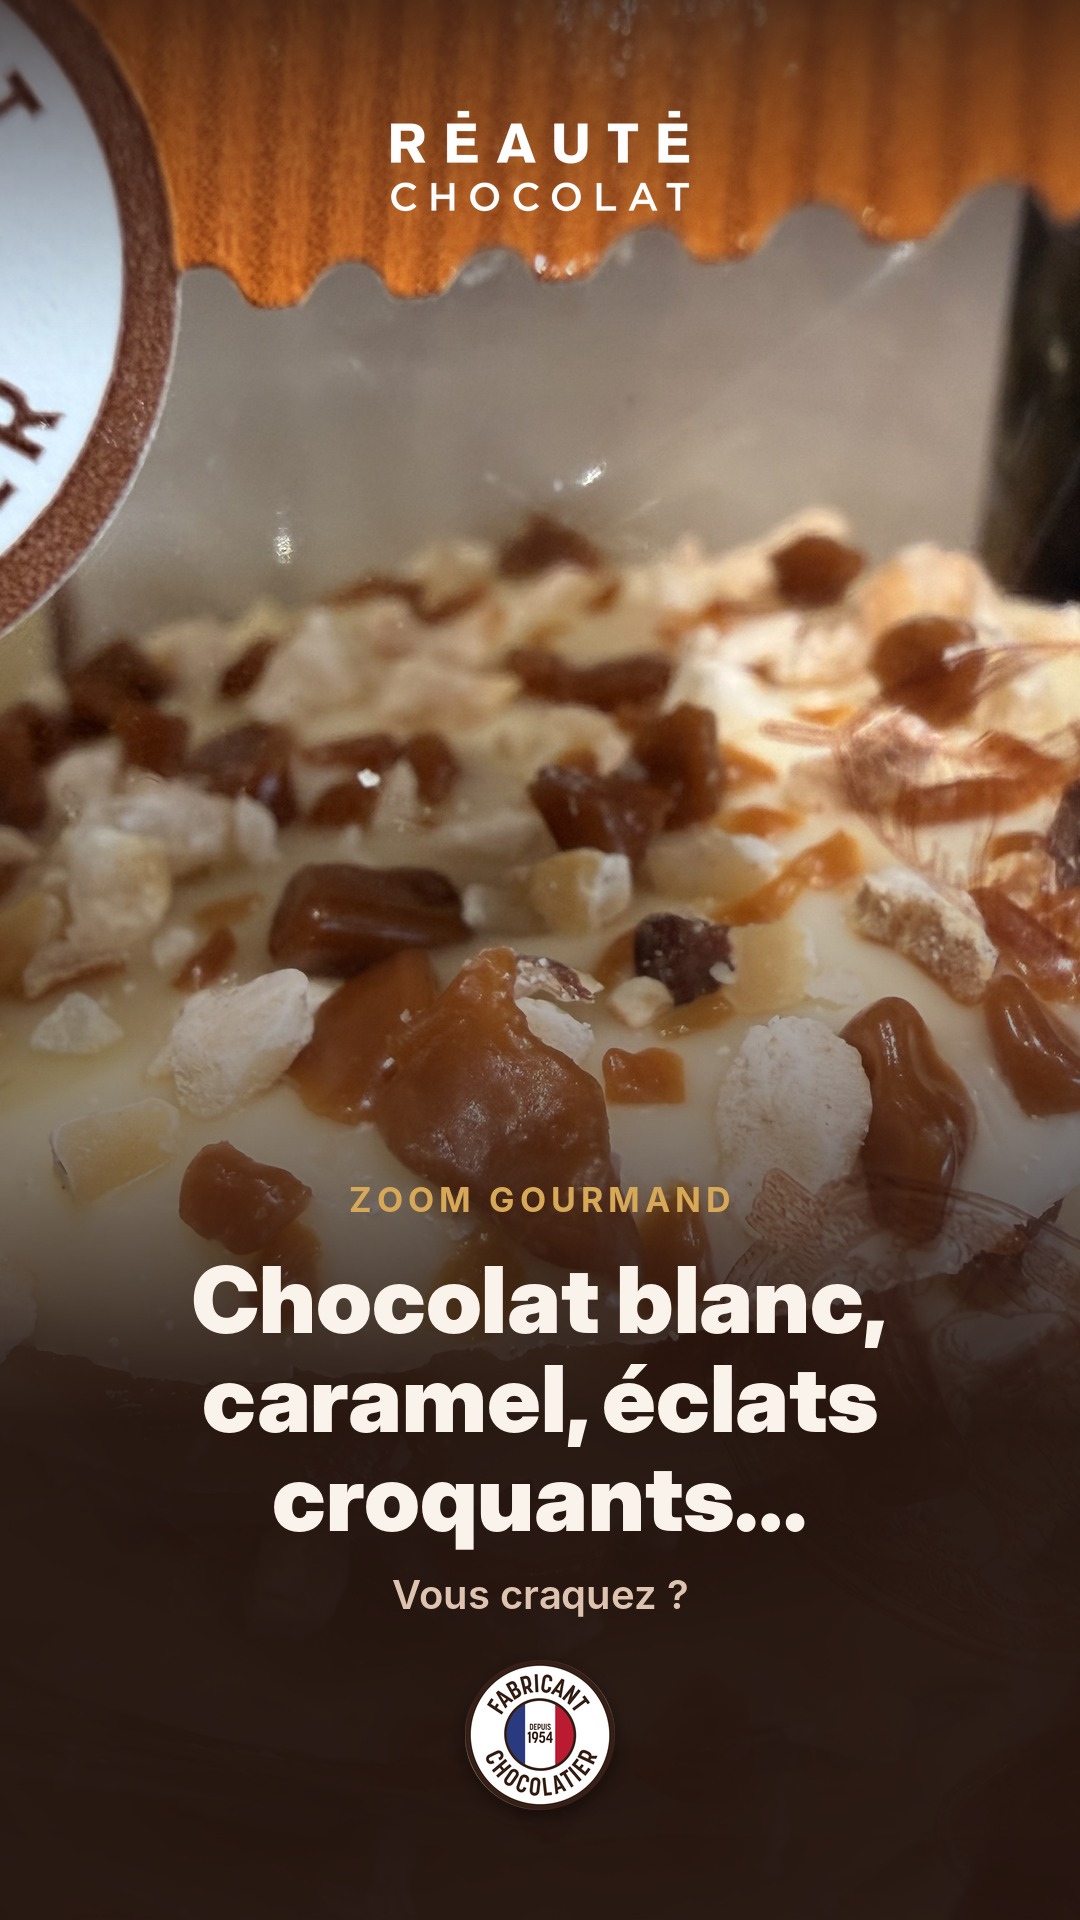 RÉAUTÉ
CHOCOLAT
ZOOM GOURMAND
Chocolat blanc,
caramel, éclats
croquants...
Vous craquez ?
FABRICANT
DEPUIS
1954
CHOCOLATIER